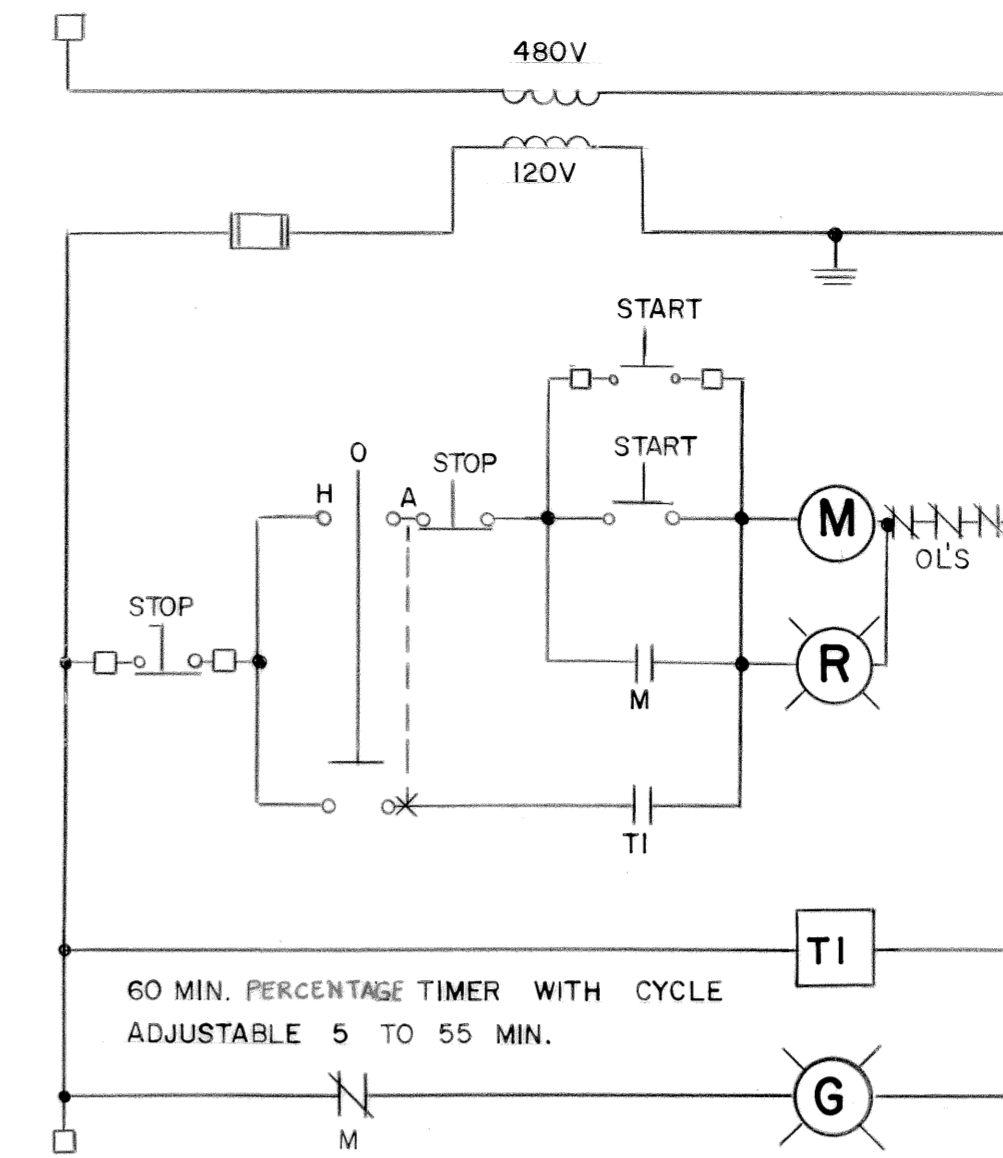 480V
120V
START
START
O
STOP
H
A
M
OL'S
STOP
R
M
T1
T1
60 MIN. PERCENTAGE TIMER WITH CYCLE
ADJUSTABLE 5 TO 55 MIN.
G
M